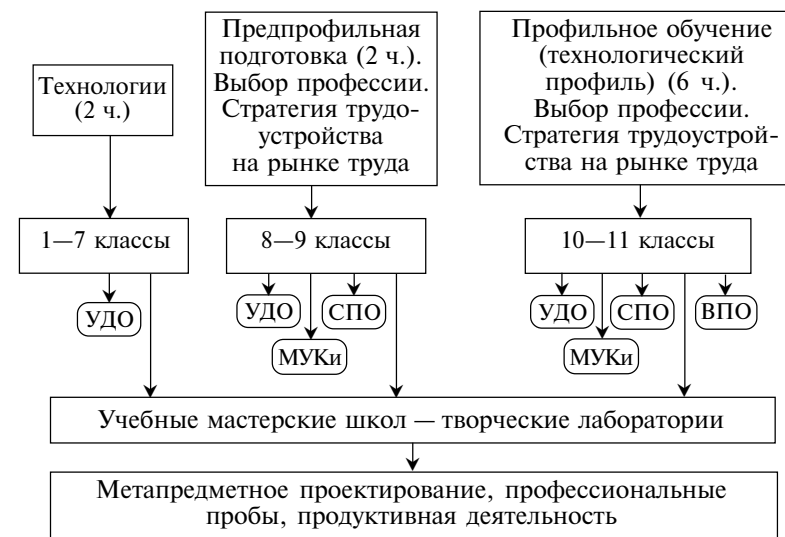 Технологии
(2 ч.)
Предпрофильная
подготовка (2 ч.).
Выбор профессии.
Стратегия трудо-
устройства
на рынке труда
Профильное обучение
(технологический
профиль) (6 ч.).
Выбор профессии.
Стратегия трудоустрой-
ства на рынке труда
1—7 классы
8—9 классы
10—11 классы
УДО
УДО
СПО
МУКи
УДО
СПО
ВПО
МУКи
Учебные мастерские школ — творческие лаборатории
Метапредметное проектирование, профессиональные
пробы, продуктивная деятельность